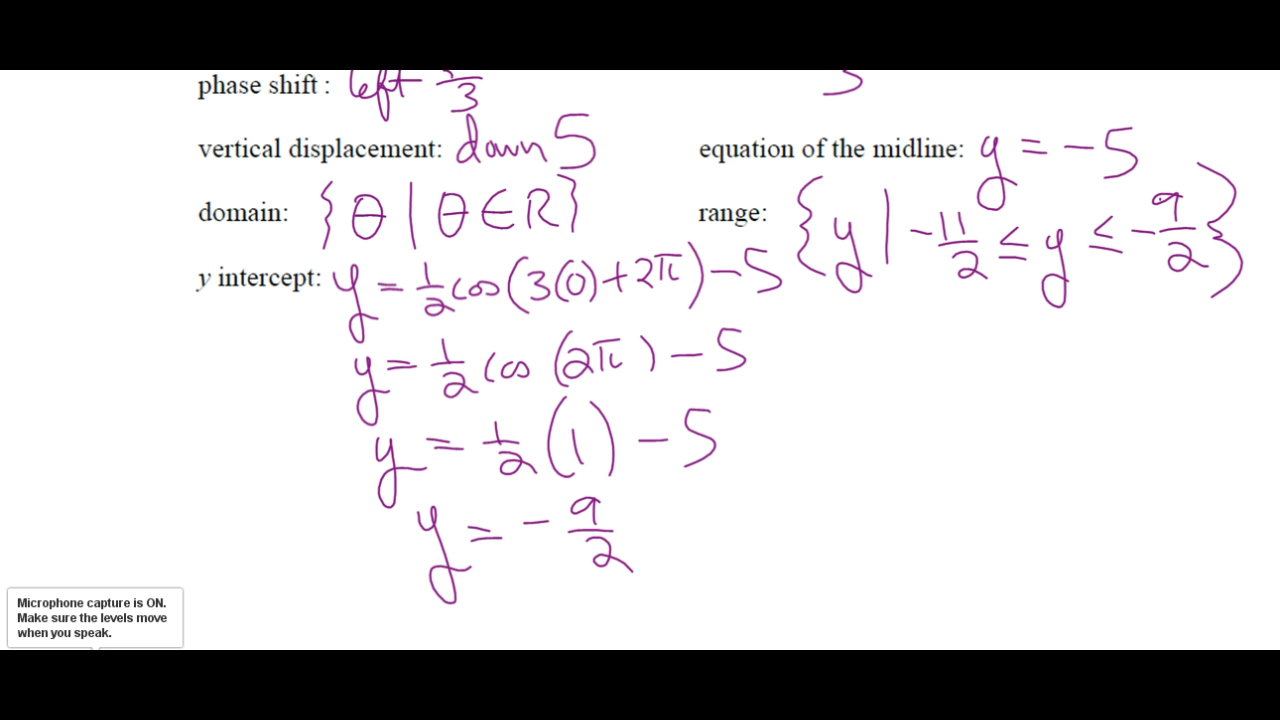 phase shift : left /3 3
vertical displacement: down 5 equation of the midline: y = -5
domain: {θ | θ ∈ R} range: {y | -11/2 ≤ y ≤ -9/2}
y intercept: y = 1/2 cos(3(0)+2π) - 5
y = 1/2 cos (2π) - 5
y = 1/2 (1) - 5
y = - 9/2
Microphone capture is ON.
Make sure the levels move
when you speak.